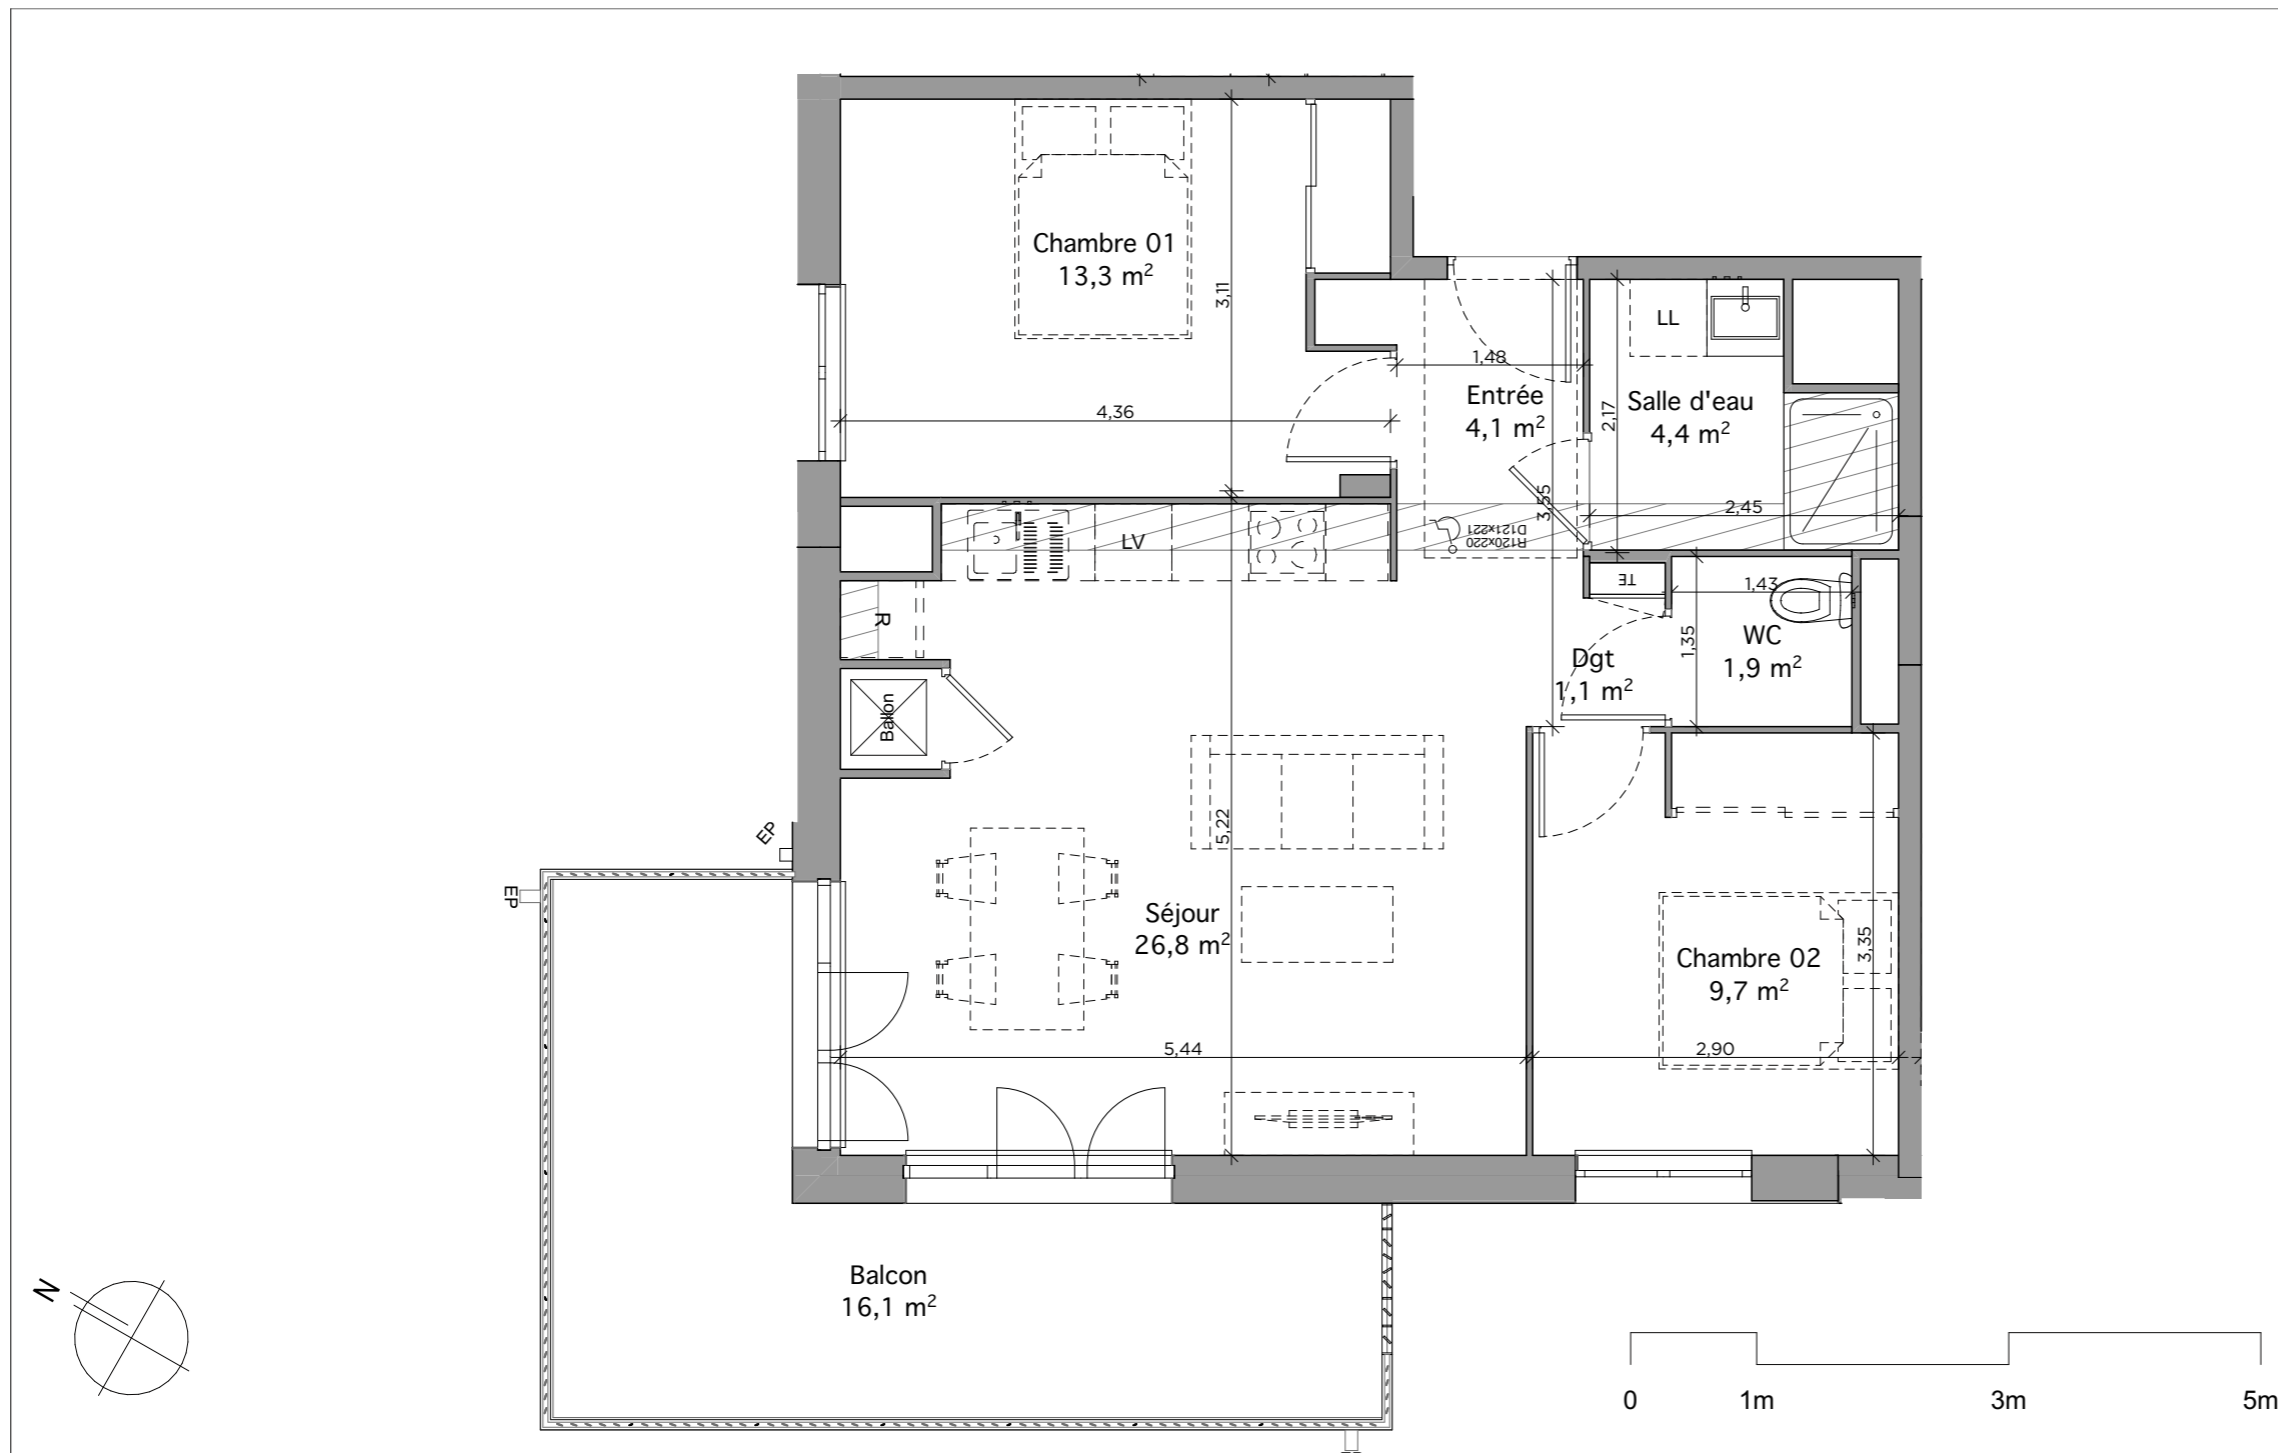 Chambre 01
13,3 m²
3,11
4,36
1,48
Entrée
4,1 m²
3,55
R120x220
D121x221
LL
Salle d'eau
4,4 m²
2,17
2,45
LV
R
Ballon
TE
1,43
1,35
WC
1,9 m²
Dgt
1,1 m²
EP
EP
5,22
Séjour
26,8 m²
5,44
Chambre 02
9,7 m²
3,35
2,90
Balcon
16,1 m²
N
0 1m 3m 5m